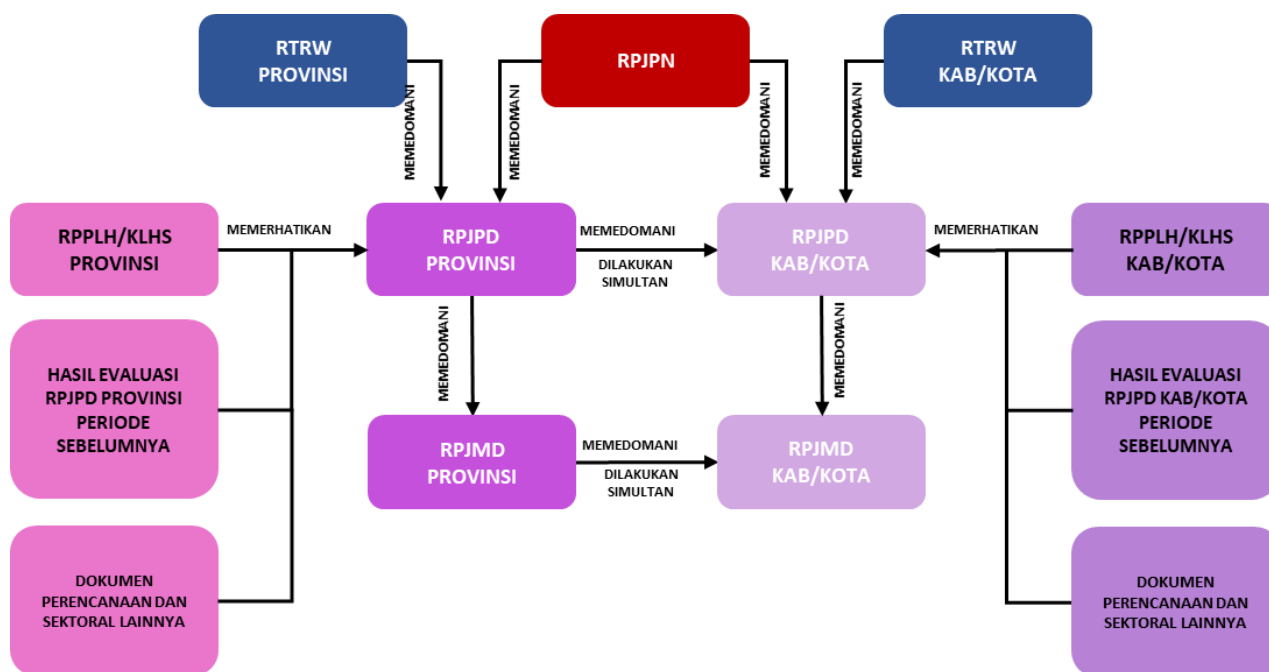 RTRW
PROVINSI
RPJPN
RTRW
KAB/KOTA
MEMEDOMANI
MEMEDOMANI
MEMEDOMANI
MEMEDOMANI
RPPLH/KLHS
PROVINSI
MEMERHATIKAN
RPJPD
PROVINSI
MEMEDOMANI
DILAKUKAN
SIMULTAN
RPJPD
KAB/KOTA
MEMERHATIKAN
RPPLH/KLHS
KAB/KOTA
MEMEDOMANI
MEMEDOMANI
HASIL EVALUASI
RPJPD PROVINSI
PERIODE
SEBELUMNYA
HASIL EVALUASI
RPJPD KAB/KOTA
PERIODE
SEBELUMNYA
RPJMD
PROVINSI
MEMEDOMANI
DILAKUKAN
SIMULTAN
RPJMD
KAB/KOTA
DOKUMEN
PERENCANAAN DAN
SEKTORAL LAINNYA
DOKUMEN
PERENCANAAN DAN
SEKTORAL LAINNYA